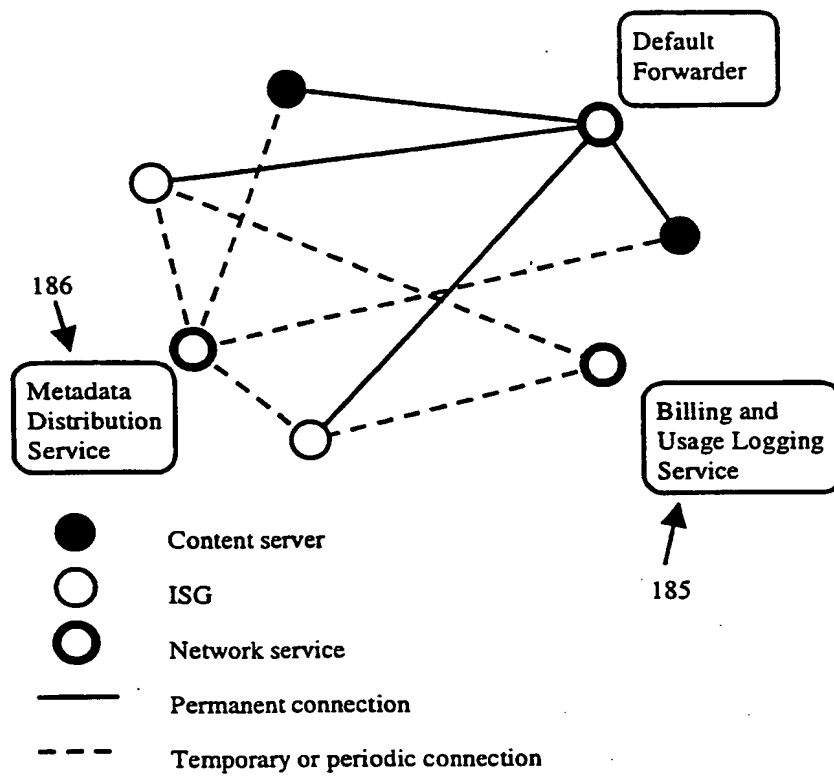 Default
Forwarder
186
Metadada
Distribution
Service
Billing and
Usage Logging
Service
185
Content server
ISG
Network service
Permanent connection
Temporary or periodic connection